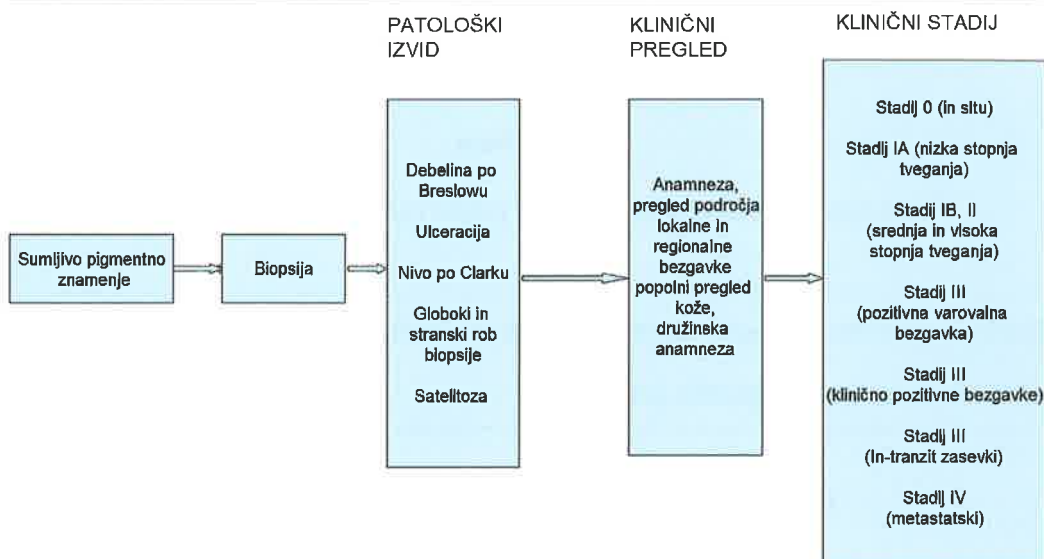 PATOLOŠKI
IZVID
KLINIČNI
PREGLED
KLINIČNI STADIJ
Sumljivo pigmentno
znamenje
Biopsija
Debelina po
Breslowu
Ulceracija
Nivo po Clarku
Globoki in
stranski rob
biopsije
Satelitoza
Anamneza,
pregled področja
lokalne in
regionalne
bezgavke
popolni pregled
kože,
družinska
anamneza
Stadij 0 (in situ)
Stadij IA (nizka stopnja
tveganja)
Stadij IB, II
(srednja in visoka
stopnja tveganja)
Stadij III
(pozitivna varovalna
bezgavka)
Stadij III
(klinično pozitivne bezgavke)
Stadij III
(In-tranzit zasevki)
Stadij IV
(metastatski)